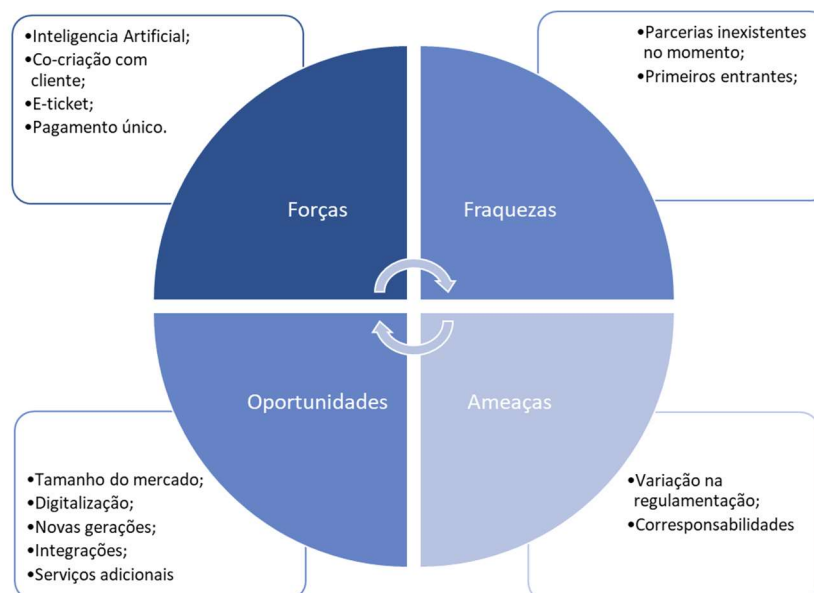 •Inteligencia Artificial;
•Co-criação com
cliente;
•E-ticket;
•Pagamento único.
•Parcerias inexistentes
no momento;
•Primeiros entrantes;
Forças
Fraquezas
Oportunidades
Ameaças
•Tamanho do mercado;
•Digitalização;
•Novas gerações;
•Integrações;
•Serviços adicionais
•Variação na
regulamentação;
•Corresponsabilidades